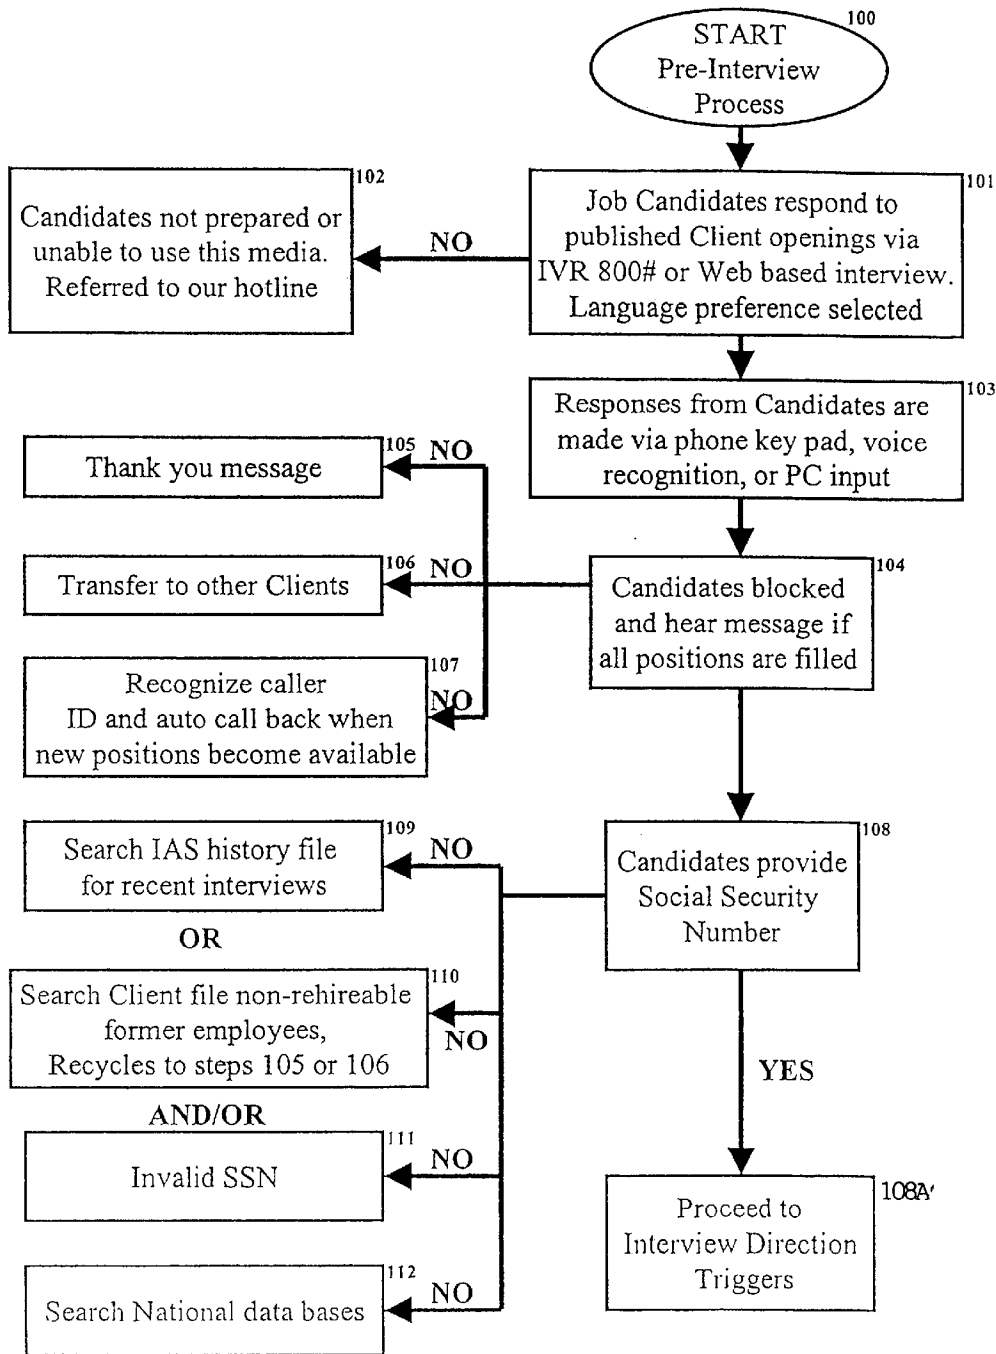 100
START
Pre-Interview
Process
101
Job Candidates respond to
published Client openings via
IVR 800# or Web based interview.
Language preference selected
NO
102
Candidates not prepared or
unable to use this media.
Referred to our hotline
103
Responses from Candidates are
made via phone key pad, voice
recognition, or PC input
104
Candidates blocked
and hear message if
all positions are filled
105
NO
Thank you message
106
NO
Transfer to other Clients
107
NO
Recognize caller
ID and auto call back when
new positions become available
108
Candidates provide
Social Security
Number
109
NO
Search IAS history file
for recent interviews
OR
110
NO
Search Client file non-rehireable
former employees,
Recycles to steps 105 or 106
AND/OR
111
NO
Invalid SSN
112
NO
Search National data bases
YES
108A'
Proceed to
Interview Direction
Triggers